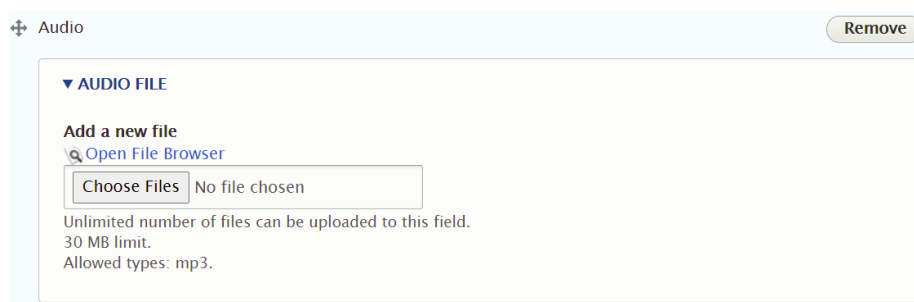 Audio
Remove
AUDIO FILE
Add a new file
Open File Browser
Choose Files No file chosen
Unlimited number of files can be uploaded to this field.
30 MB limit.
Allowed types: mp3.